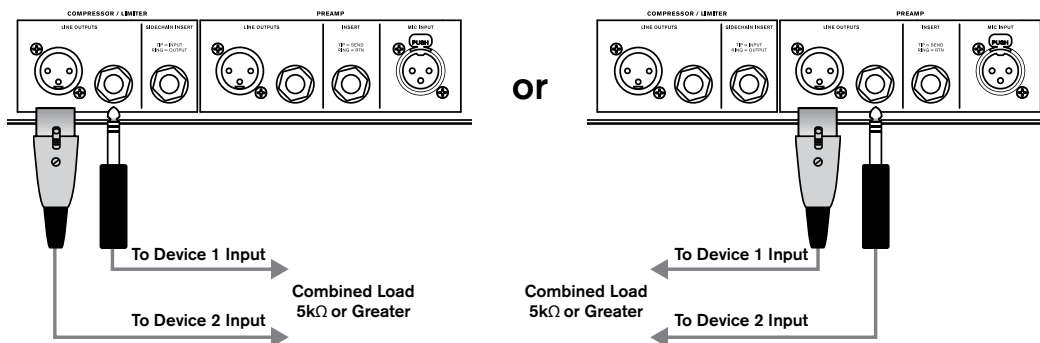 COMPRESSOR / LIMITER
PREAMP
LINE OUTPUTS
SIDECHAIN INSERT
LINE OUTPUTS
INSERT
MIC INPUT
TIP = INPUT
RING = OUTPUT
TIP = SEND
RING = RTN
PUSH
or
COMPRESSOR / LIMITER
PREAMP
LINE OUTPUTS
SIDECHAIN INSERT
LINE OUTPUTS
INSERT
MIC INPUT
TIP = INPUT
RING = OUTPUT
TIP = SEND
RING = RTN
PUSH
To Device 1 Input
Combined Load
5kΩ or Greater
To Device 2 Input
To Device 1 Input
Combined Load
5kΩ or Greater
To Device 2 Input